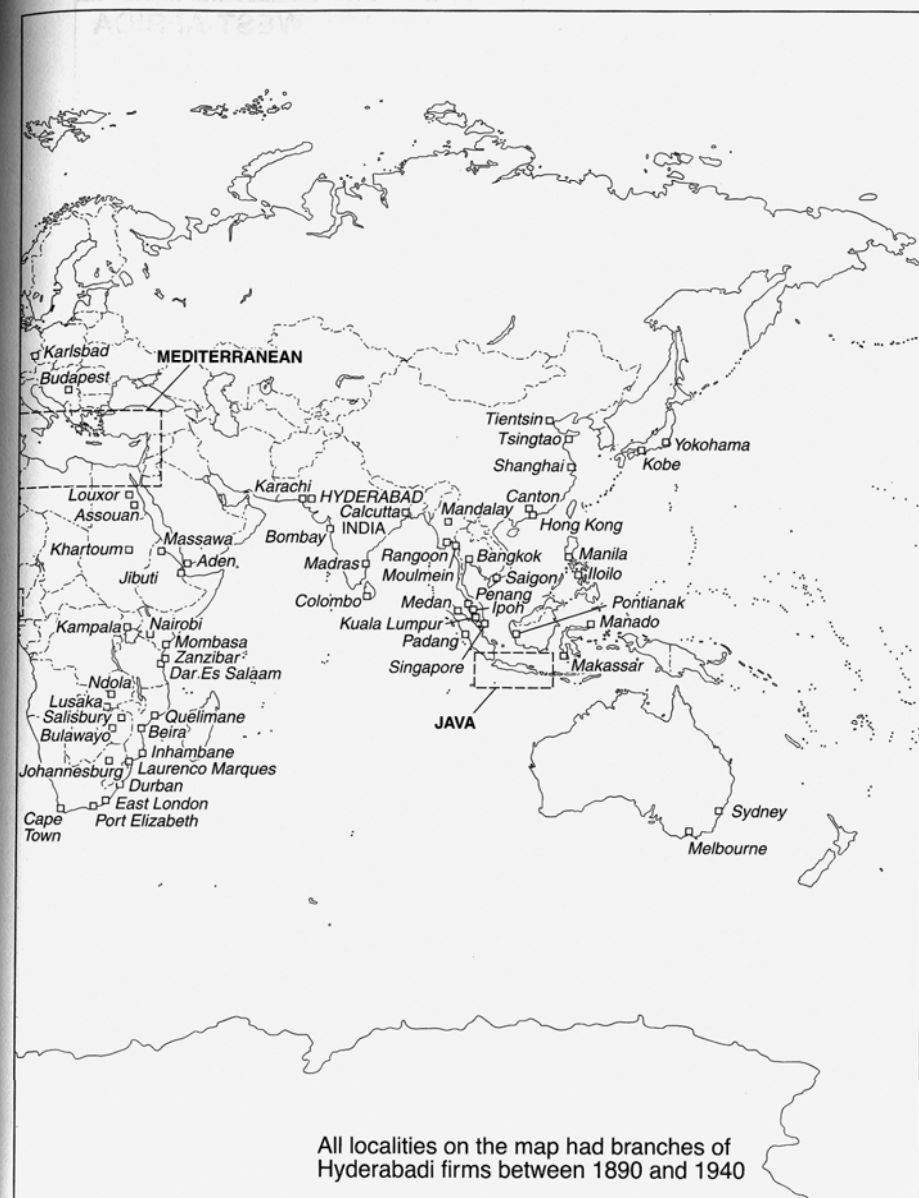 WEST AFRICA
Karlsbad
MEDITERRANEAN
Budapest
Tientsin
Tsingtao
Yokohama
Kobe
Shanghai
Karachi
HYDERABAD
Louxor
Calcutta
Mandalay
Canton
Assouan
INDIA
Hong Kong
Bombay
Massawa
Khartoum
Rangoon
Bangkok
Manila
Aden
Madras
Moulmein
Saigon
Iloilo
Jibuti
Colombo
Medan
Penang
Ipoh
Pontianak
Kampala
Nairobi
Kuala Lumpur
Manado
Mombasa
Padang
Zanzibar
Singapore
Makassar
Dar Es Salaam
Ndola
Lusaka
Salisbury
Quelimane
JAVA
Bulawayo
Beira
Inhambane
Johannesburg
Laurenco Marques
Durban
East London
Sydney
Cape
Town
Port Elizabeth
Melbourne
All localities on the map had branches of
Hyderabadi firms between 1890 and 1940